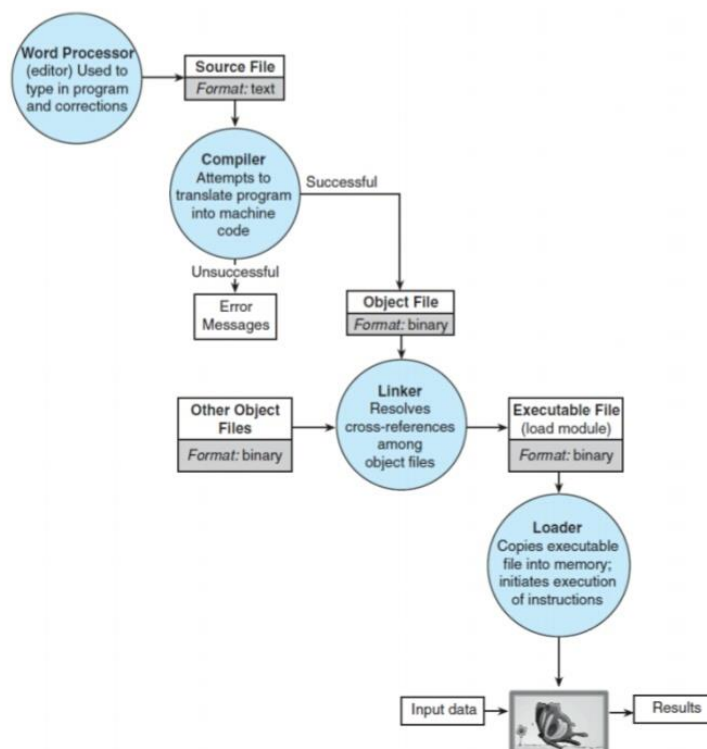 Word Processor
(editor) Used to
type in program
and corrections
Source File
Format: text
Compiler
Attempts to
translate program
into machine
code
Successful
Unsuccessful
Error
Messages
Object File
Format: binary
Other Object
Files
Format: binary
Linker
Resolves
cross-references
among
object files
Executable File
(load module)
Format: binary
Loader
Copies executable
file into memory;
initiates execution
of instructions
Input data
Results